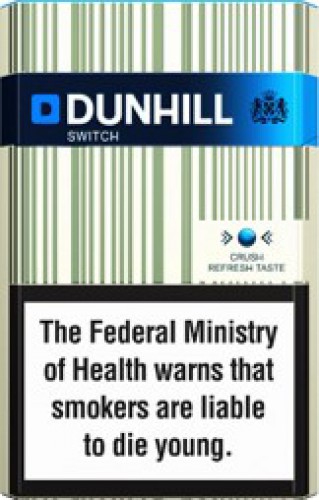 DUNHILL
SWITCH
CRUSH
REFRESH TASTE
The Federal Ministry
of Health warns that
smokers are liable
to die young.